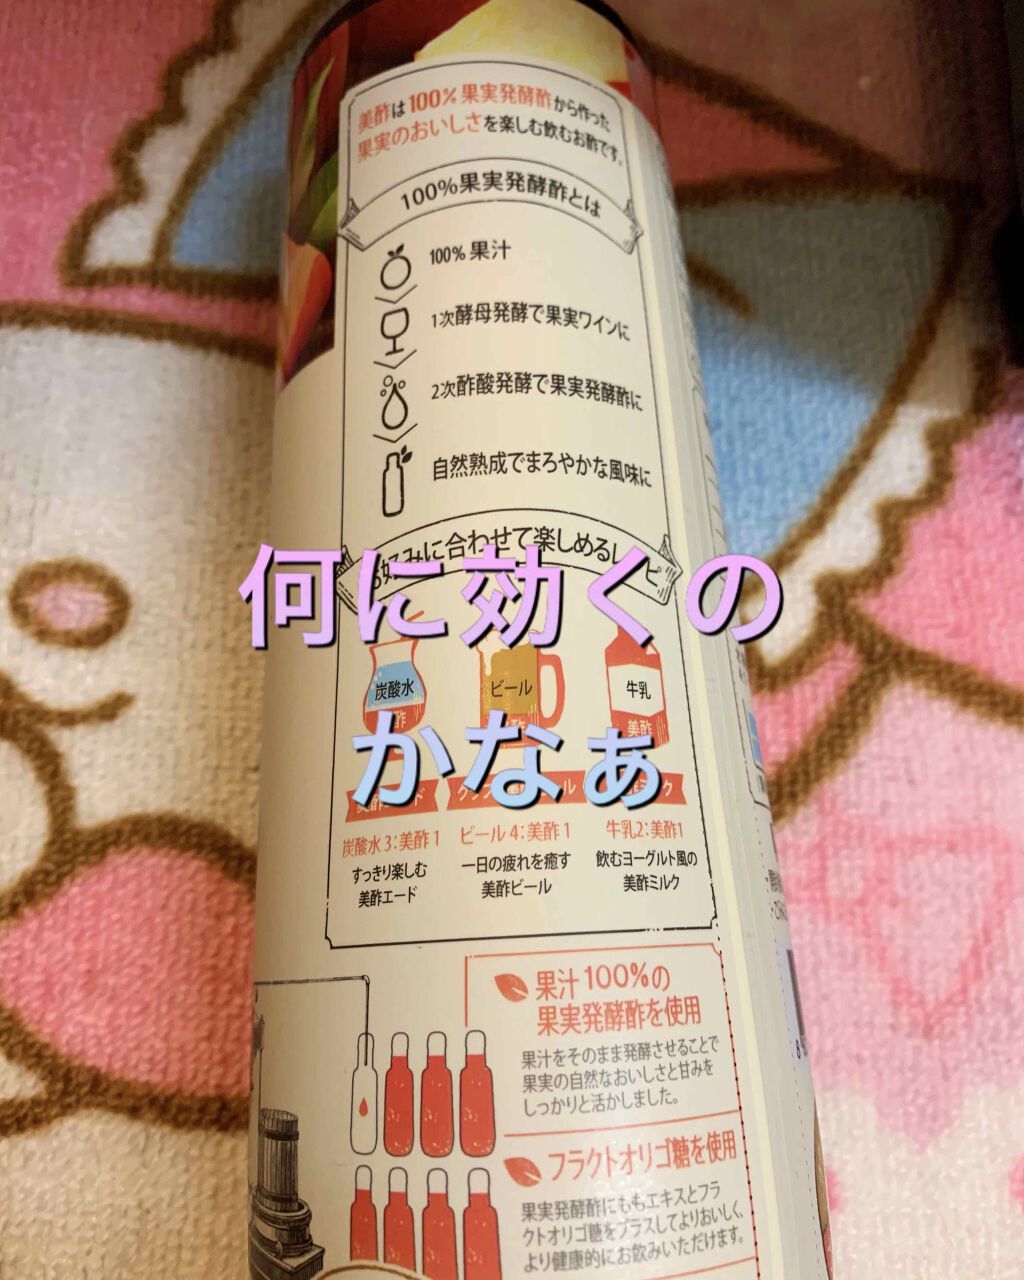 美酢は100%果実発酵酢から作った
果実のおいしさを楽しむ飲むお酢です。
100%果実発酵酢とは
100% 果汁
1次酵母発酵で果実ワインに
2次酢酸発酵で果実発酵酢に
自然熟成でまろやかな風味に
好みに合わせて楽しめるレ
ピ
何に効くの
炭酸水
ビール
牛乳
美酢
かなぁ
炭酸水 3:美酢 1
ビール 4:美酢 1
牛乳2:美酢1
すっきり楽しむ
美酢エード
一日の疲れを癒す
美酢ビール
飲むヨーグルト風の
美酢ミルク
果汁 100%の
果実発酵酢を使用
果汁をそのまま発酵させることで
果実の自然なおいしさと甘みを
しっかりと活かしました。
フラクトオリゴ糖を使用
果実発酵酢にももエキスとフラ
クトオリゴ糖をプラスしてよりおいしく、
より健康的にお飲みいただけます。